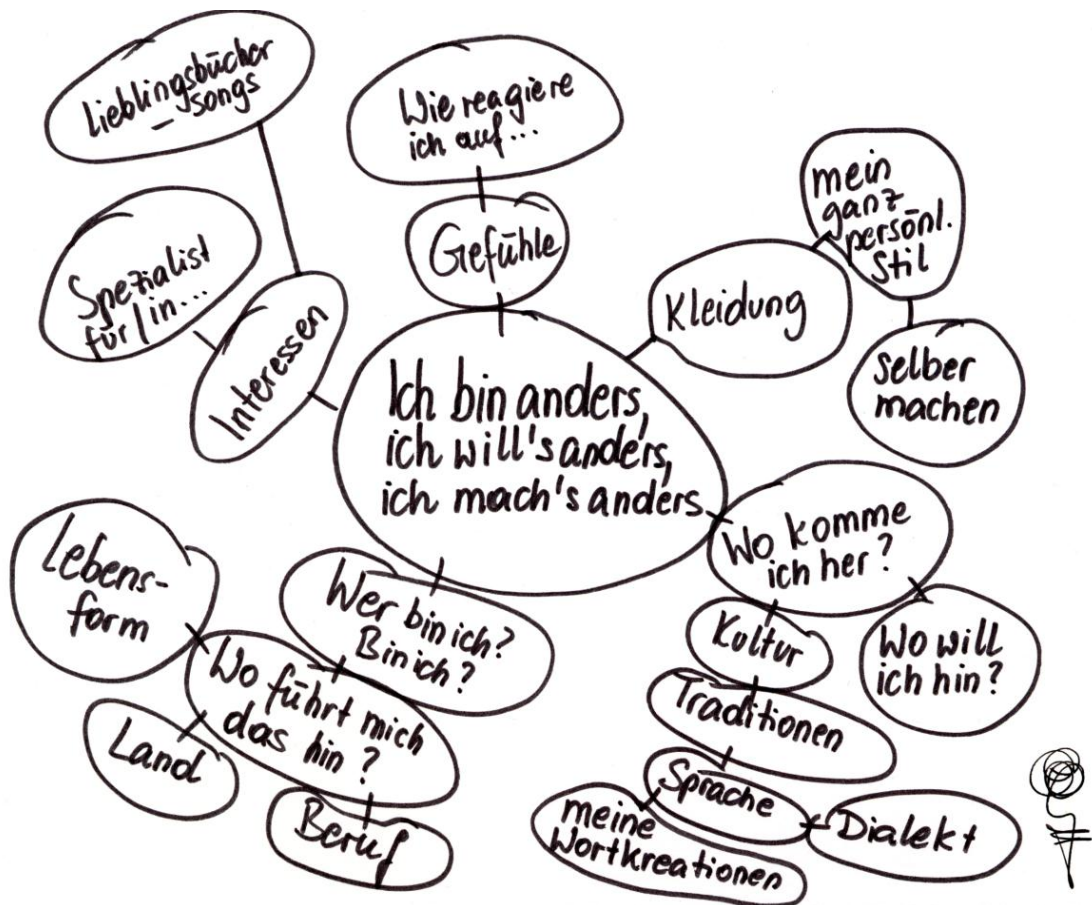 Lieblingsbücher
– songs
Wie reagiere
ich auf...
mein
ganz
persönl.
Stil
Spezialist
für/in...
Gefühle
Kleidung
Interessen
selber
machen
Ich bin anders,
ich will's anders,
ich mach's anders
Wo komme
ich her?
Lebens-
form
Wer bin ich?
Bin ich?
Kultur
Wo will
ich hin?
Wo führt mich
das hin?
Traditionen
Land
Sprache
Beruf
meine
Wortkreationen
Dialekt